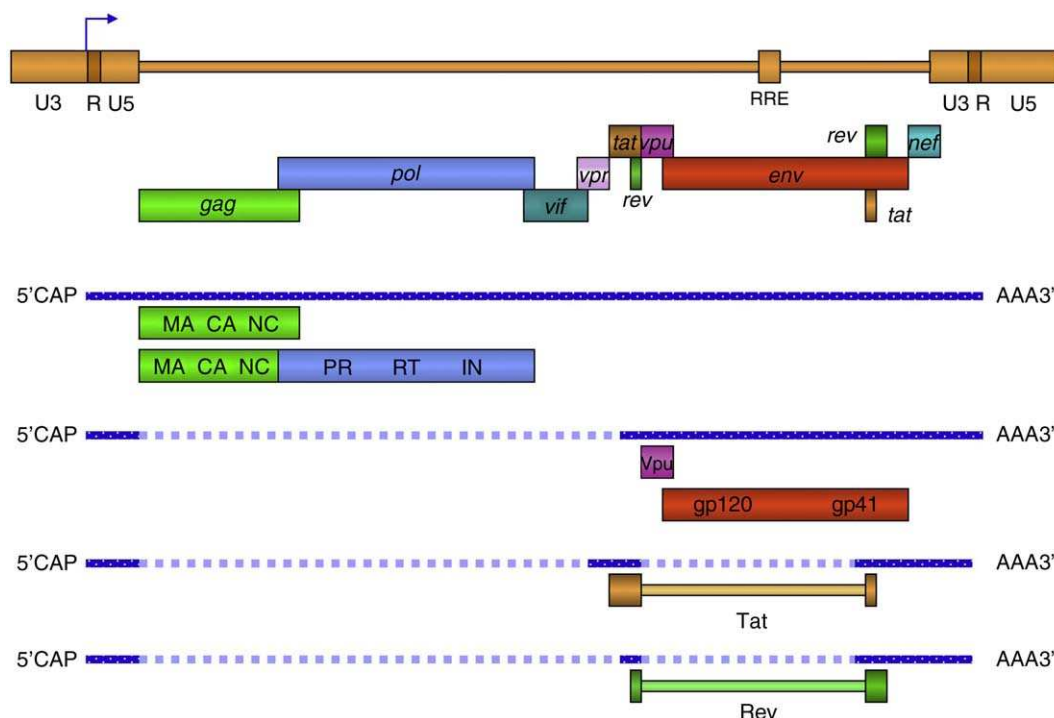 U3 R U5 RRE U3 R U5
tat vpu rev nef
pol vpr env
gag vif rev tat
5'CAP AAA3'
MA CA NC
MA CA NC PR RT IN
5'CAP AAA3'
Vpu
gp120 gp41
5'CAP AAA3'
Tat
5'CAP AAA3'
Rev